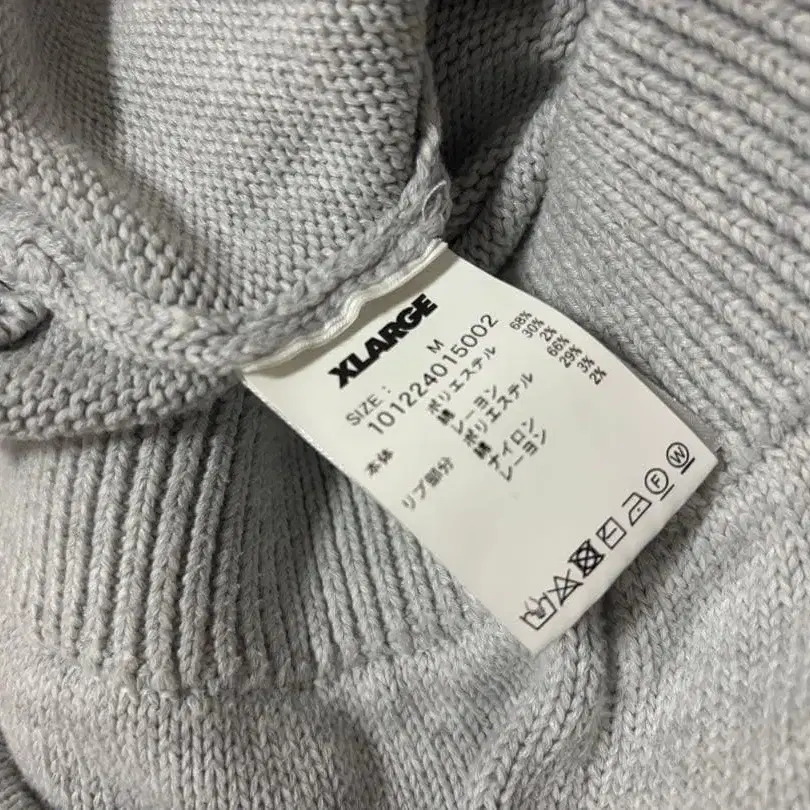 XLARGE
SIZE : M
101224015002
本体 ポリエステル 68%
綿 30%
レーヨン 2%
リブ部分 ポリエステル 66%
綿 29%
ナイロン 3%
レーヨン 2%
F W